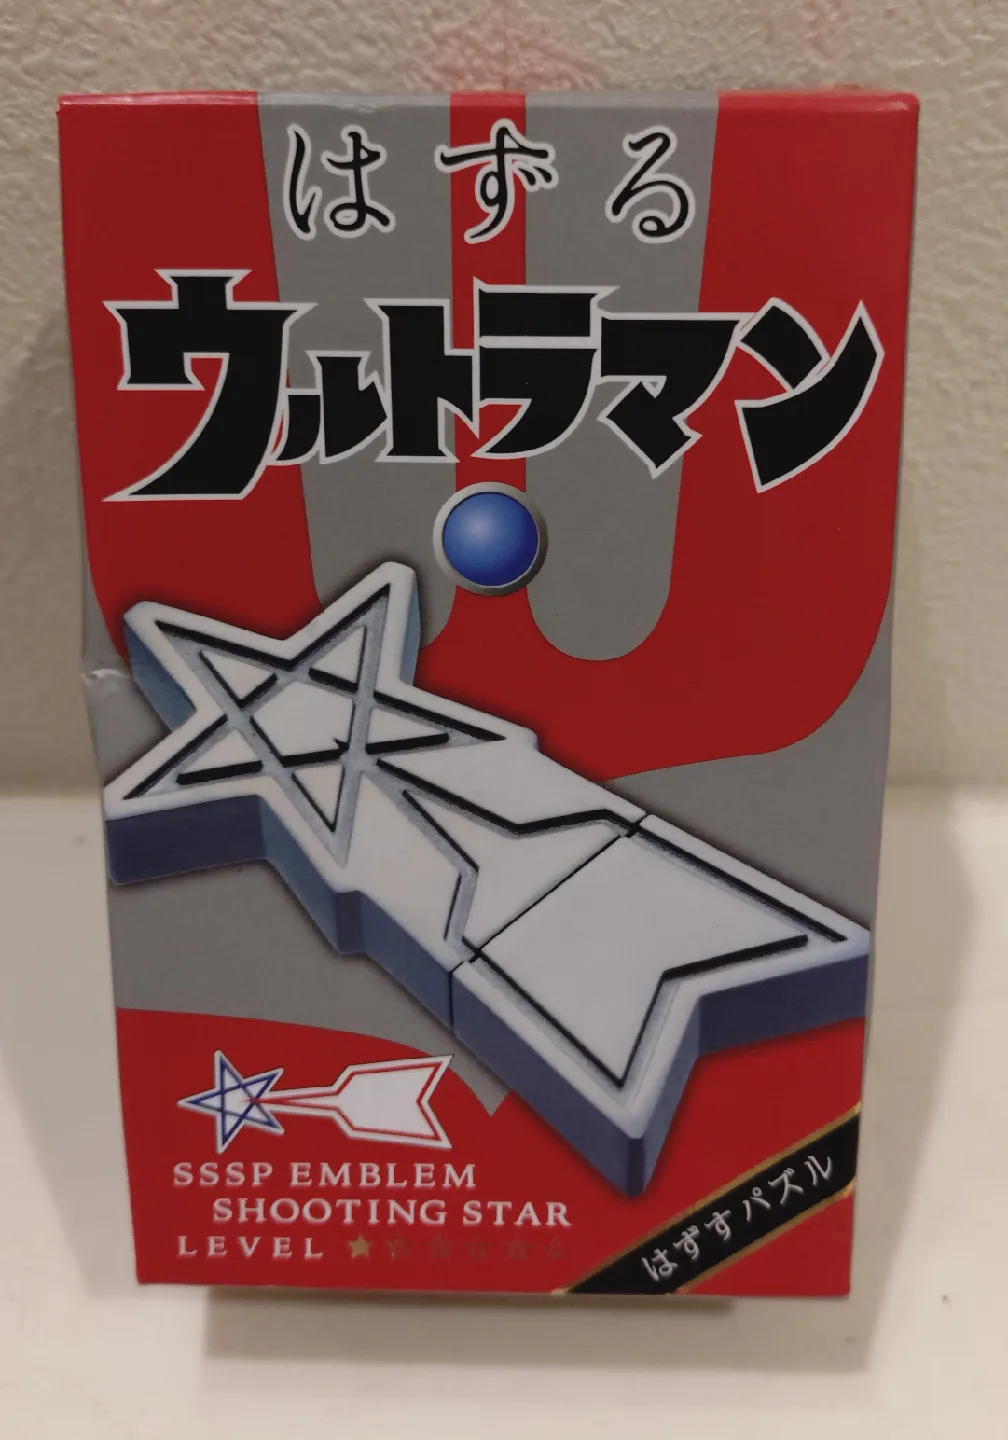 はずる
ウルトラマン
SSSP EMBLEM
SHOOTING STAR
LEVEL ★☆☆☆☆☆
はずすパズル